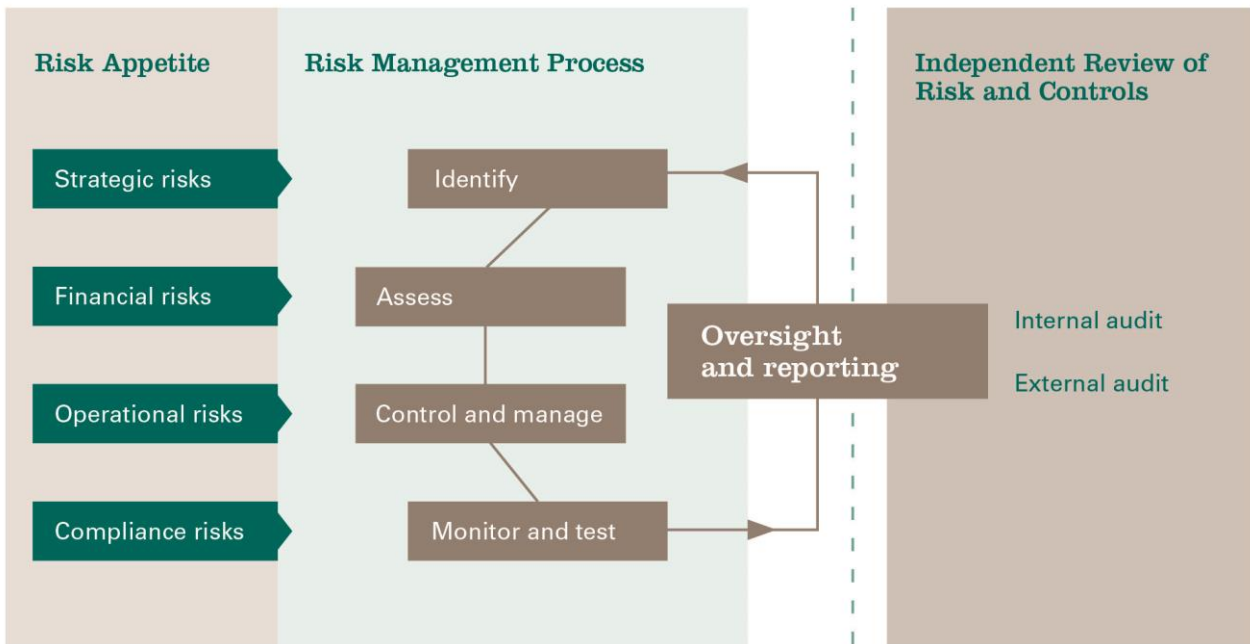 Risk Appetite
Strategic risks
Financial risks
Operational risks
Compliance risks
Risk Management Process
Identify
Assess
Control and manage
Monitor and test
Oversight
and reporting
Independent Review of
Risk and Controls
Internal audit
External audit